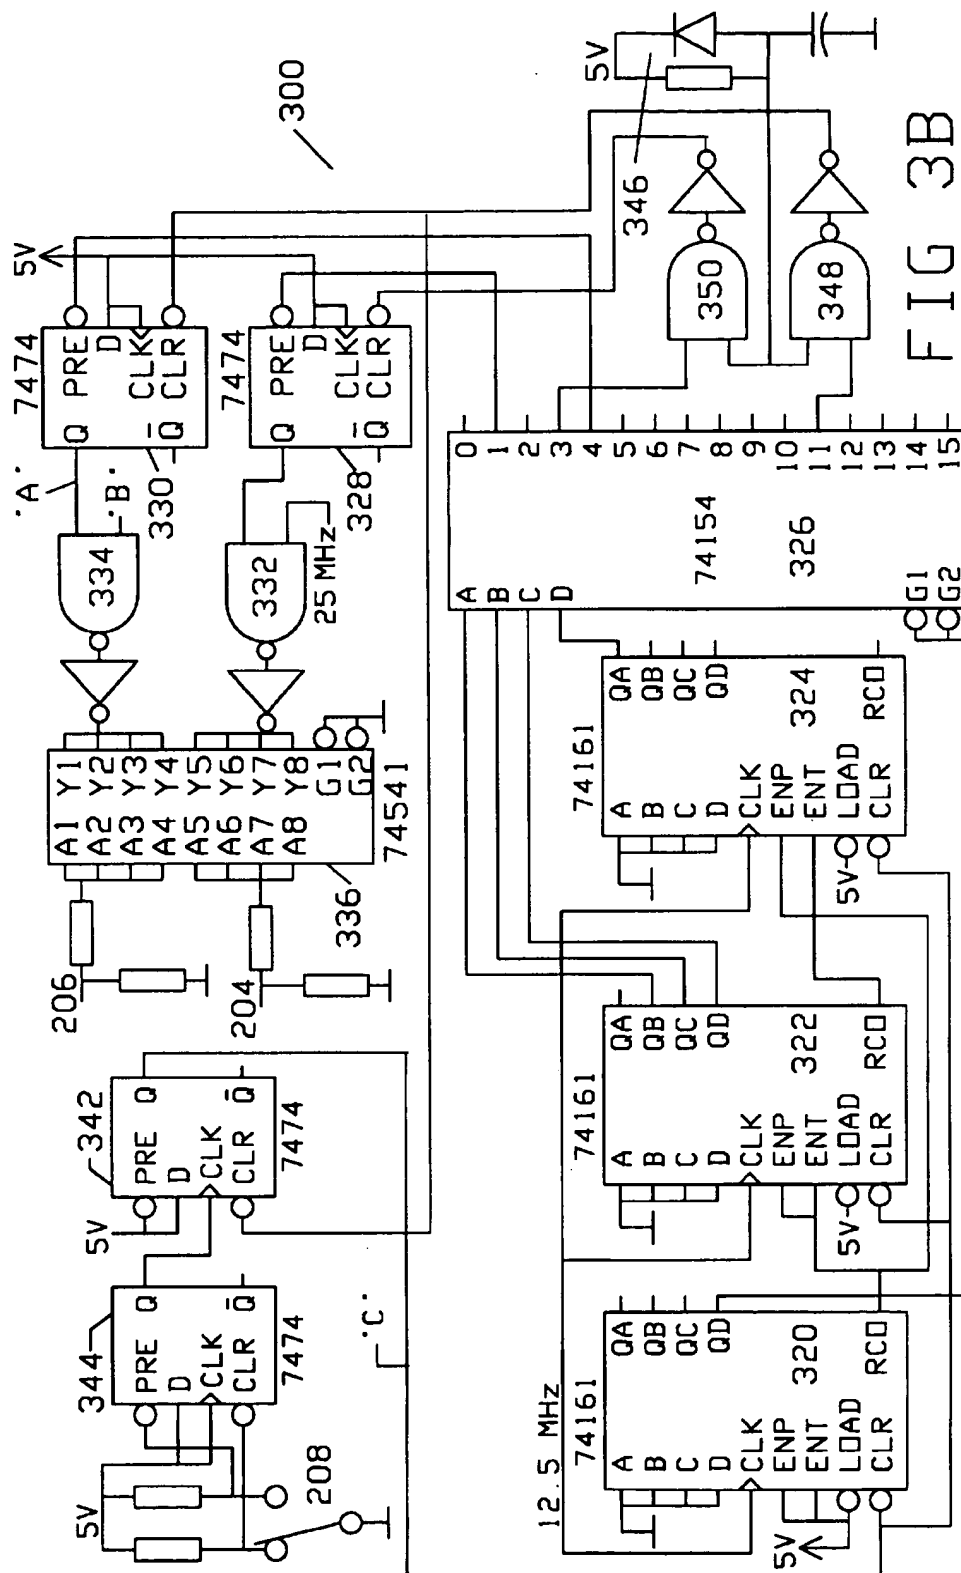 5V
300
7474
PRE
D
CLK
CLR
Q
Q
"A"
"B"
330
334
7474
PRE
D
CLK
CLR
Q
Q
328
332
25 MHz
A1 Y1
A2 Y2
A3 Y3
A4 Y4
A5 Y5
A6 Y6
A7 Y7
A8 Y8
G1
G2
74541
336
206
204
342
PRE
D
CLK
CLR
Q
Q
7474
5V
344
PRE
D
CLK
CLR
Q
Q
7474
5V
208
"C"
5V
346
350
348
0
1
2
3
4
5
6
7
8
9
10
11
12
13
14
15
A
B
C
D
74154
326
G1
G2
74161
A QA
B QB
C QC
D QD
CLK
ENP
ENT
LOAD
CLR
RCO
324
5V
74161
A QA
B QB
C QC
D QD
CLK
ENP
ENT
LOAD
CLR
RCO
322
5V
12.5 MHz
74161
A QA
B QB
C QC
D QD
CLK
ENP
ENT
LOAD
CLR
RCO
320
5V
FIG 3B